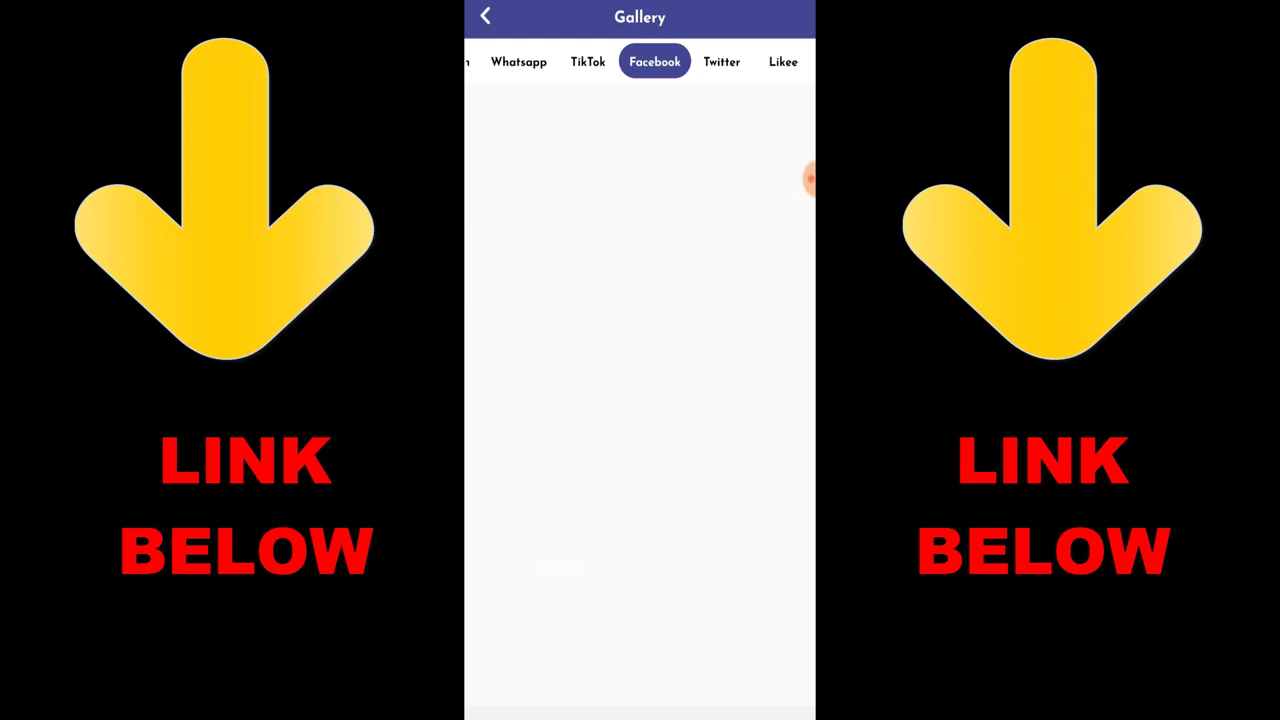 Gallery
Whatsapp TikTok Facebook Twitter Likee
LINK
BELOW
LINK
BELOW